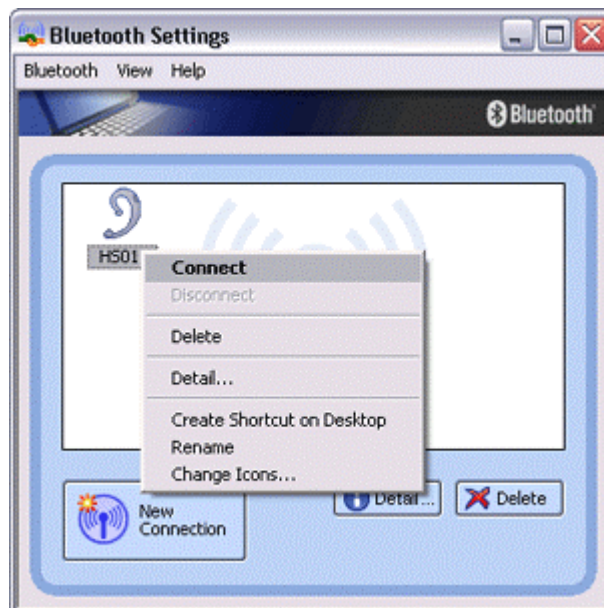 Bluetooth Settings
Bluetooth View Help
Bluetooth
HS01
Connect
Disconnect
Delete
Detail...
Create Shortcut on Desktop
Rename
Change Icons...
New
Connection
Detail...
Delete